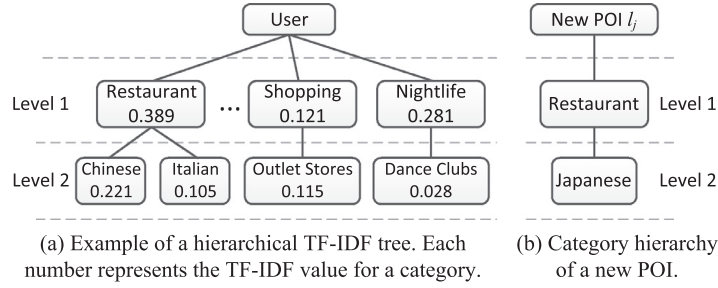 User
New POI lj
Level 1
Restaurant
0.389
...
Shopping
0.121
Nightlife
0.281
Restaurant
Level 1
Level 2
Chinese
0.221
Italian
0.105
Outlet Stores
0.115
Dance Clubs
0.028
Japanese
Level 2
(a) Example of a hierarchical TF-IDF tree. Each
number represents the TF-IDF value for a category.
(b) Category hierarchy
of a new POI.